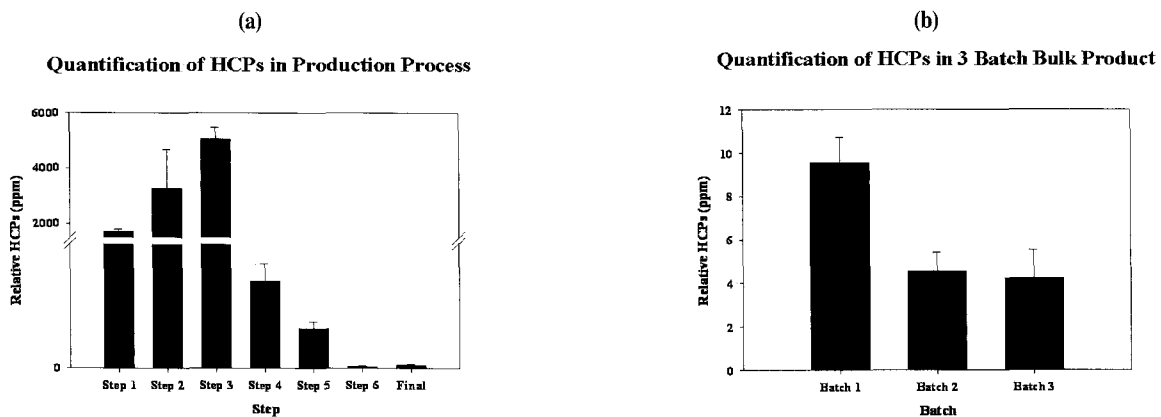 (a)
Quantification of HCPs in Production Process
6000
4000
2000
0
Relative HCPs (ppm)
Step 1 Step 2 Step 3 Step 4 Step 5 Step 6 Final
Step
(b)
Quantification of HCPs in 3 Batch Bulk Product
12
10
8
6
4
2
0
Relative HCPs (ppm)
Batch 1 Batch 2 Batch 3
Batch